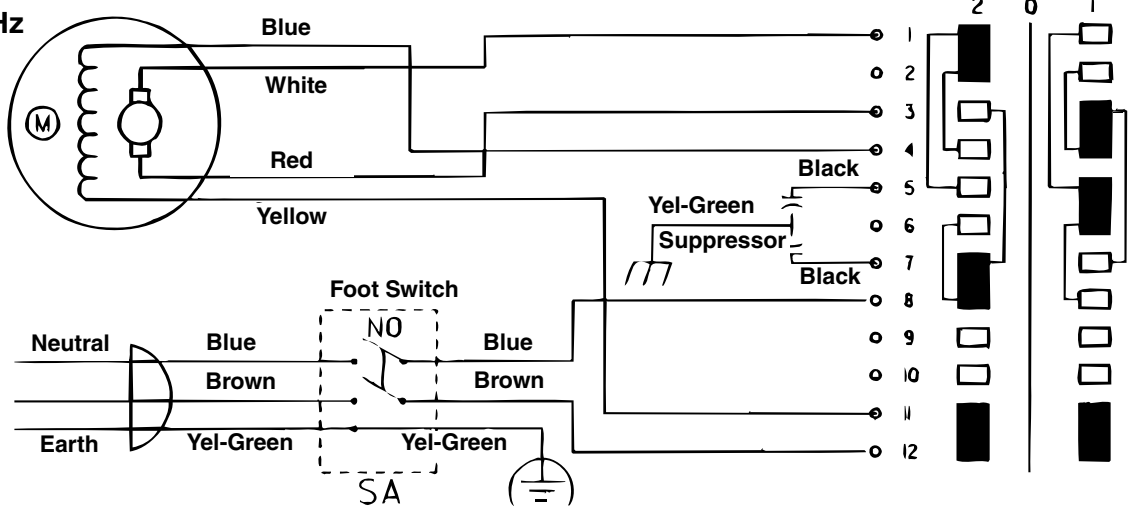 Hz
2 0 1
Blue
White
Red
Yellow
M
1
2
3
4
5
6
7
8
9
10
11
12
Black
Yel-Green
Suppressor
Black
Foot Switch
NO
Neutral
Blue
Blue
Brown
Brown
Earth
Yel-Green
Yel-Green
SA